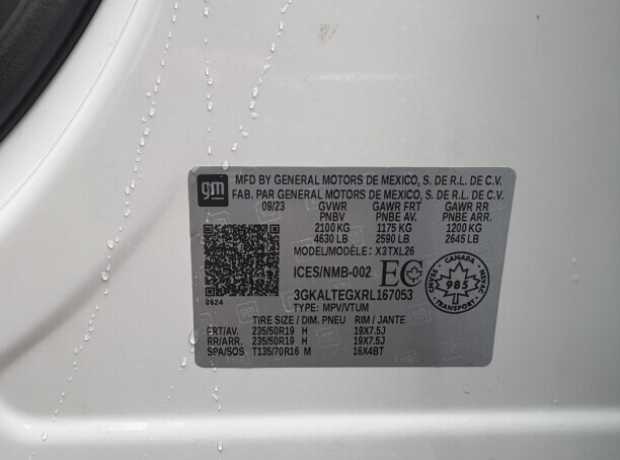 gm
MFD BY GENERAL MOTORS DE MEXICO, S. DE R.L. DE C.V.
FAB. PAR GENERAL MOTORS DE MEXICO, S. DE R.L. DE C.V.
09/23 GVWR GAWR FRT GAWR RR
PNBV PNBE AV. PNBE ARR.
2100 KG 1175 KG 1200 KG
4630 LB 2590 LB 2645 LB
MODEL/MODÈLE: X3TXL26
ICES/NMB-002 EC
CANADA
985
CMVSS NSVAC
3GKALTEGXRL167053
TYPE: MPV/VTUM
0624
TIRE SIZE / DIM. PNEU RIM / JANTE
FRT/AV. 235/50R19 H 19X7.5J
RR/ARR. 235/50R19 H 19X7.5J
SPA/SOS T135/70R16 M 16X4BT